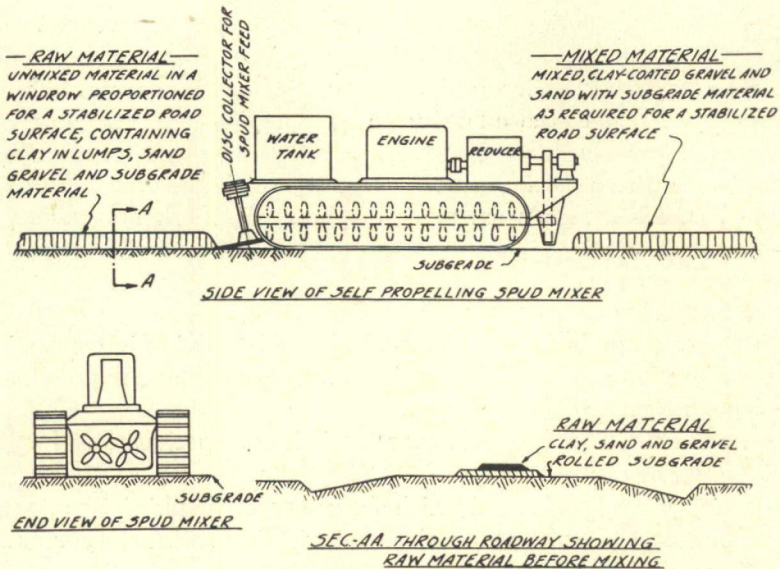 RAW MATERIAL
UNMIXED MATERIAL IN A
WINDROW PROPORTIONED
FOR A STABILIZED ROAD
SURFACE, CONTAINING
CLAY IN LUMPS, SAND
GRAVEL AND SUBGRADE
MATERIAL
DISC COLLECTOR FOR
SPUD MIXER FEED
WATER
TANK
ENGINE
REDUCER
MIXED MATERIAL
MIXED, CLAY-COATED GRAVEL AND
SAND WITH SUBGRADE MATERIAL
AS REQUIRED FOR A STABILIZED
ROAD SURFACE
A
A
SUBGRADE
SIDE VIEW OF SELF PROPELLING SPUD MIXER
SUBGRADE
END VIEW OF SPUD MIXER
RAW MATERIAL
CLAY, SAND AND GRAVEL
ROLLED SUBGRADE
SEC.-AA. THROUGH ROADWAY SHOWING
RAW MATERIAL BEFORE MIXING